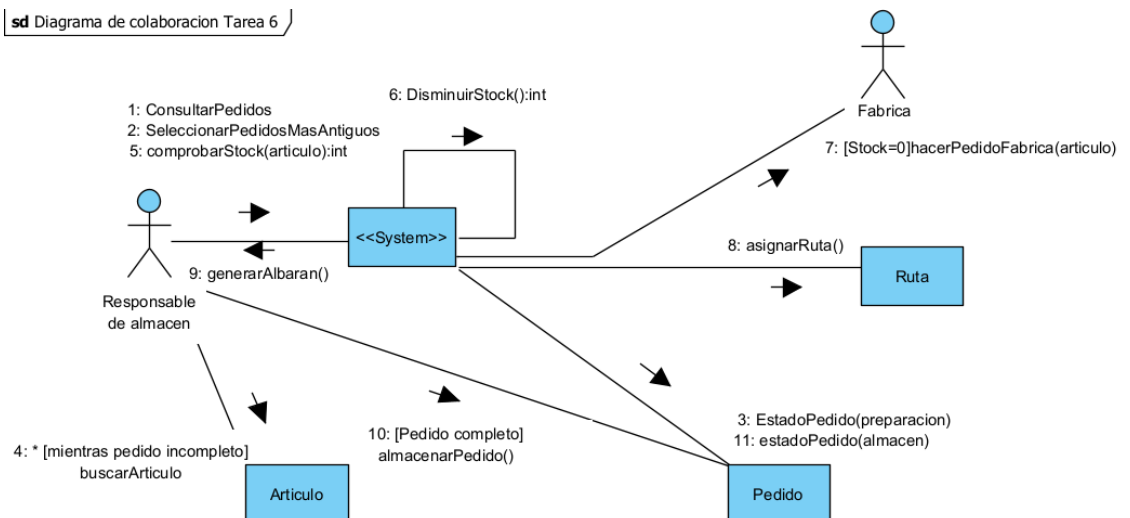 sd Diagrama de colaboracion Tarea 6
Fabrica
6: DisminuirStock():int
1: ConsultarPedidos
2: SeleccionarPedidosMasAntiguos
5: comprobarStock(articulo):int
7: [Stock=0]hacerPedidoFabrica(articulo)
<<System>>
8: asignarRuta()
Ruta
9: generarAlbaran()
Responsable
de almacen
4: * [mientras pedido incompleto]
buscarArticulo
10: [Pedido completo]
almacenarPedido()
3: EstadoPedido(preparacion)
11: estadoPedido(almacen)
Articulo
Pedido